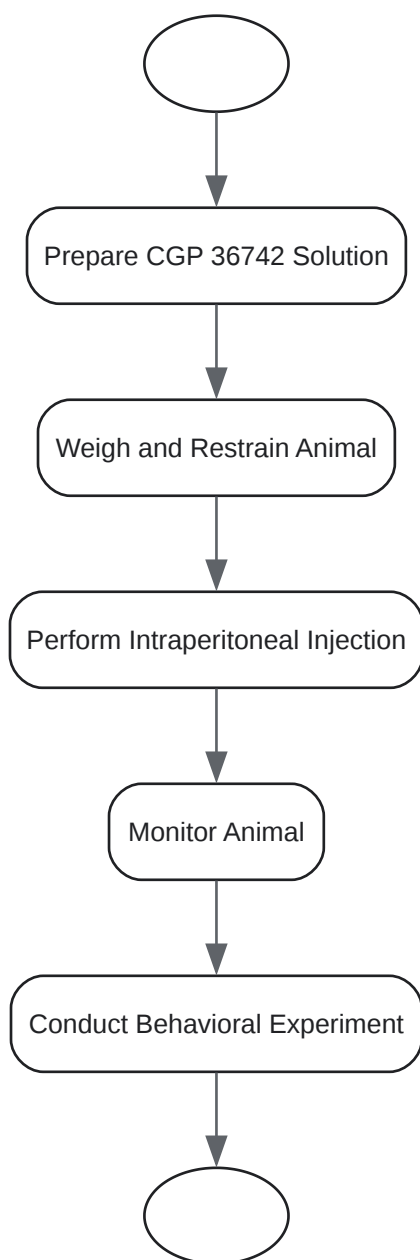 Prepare CGP 36742 Solution
Weigh and Restrain Animal
Perform Intraperitoneal Injection
Monitor Animal
Conduct Behavioral Experiment